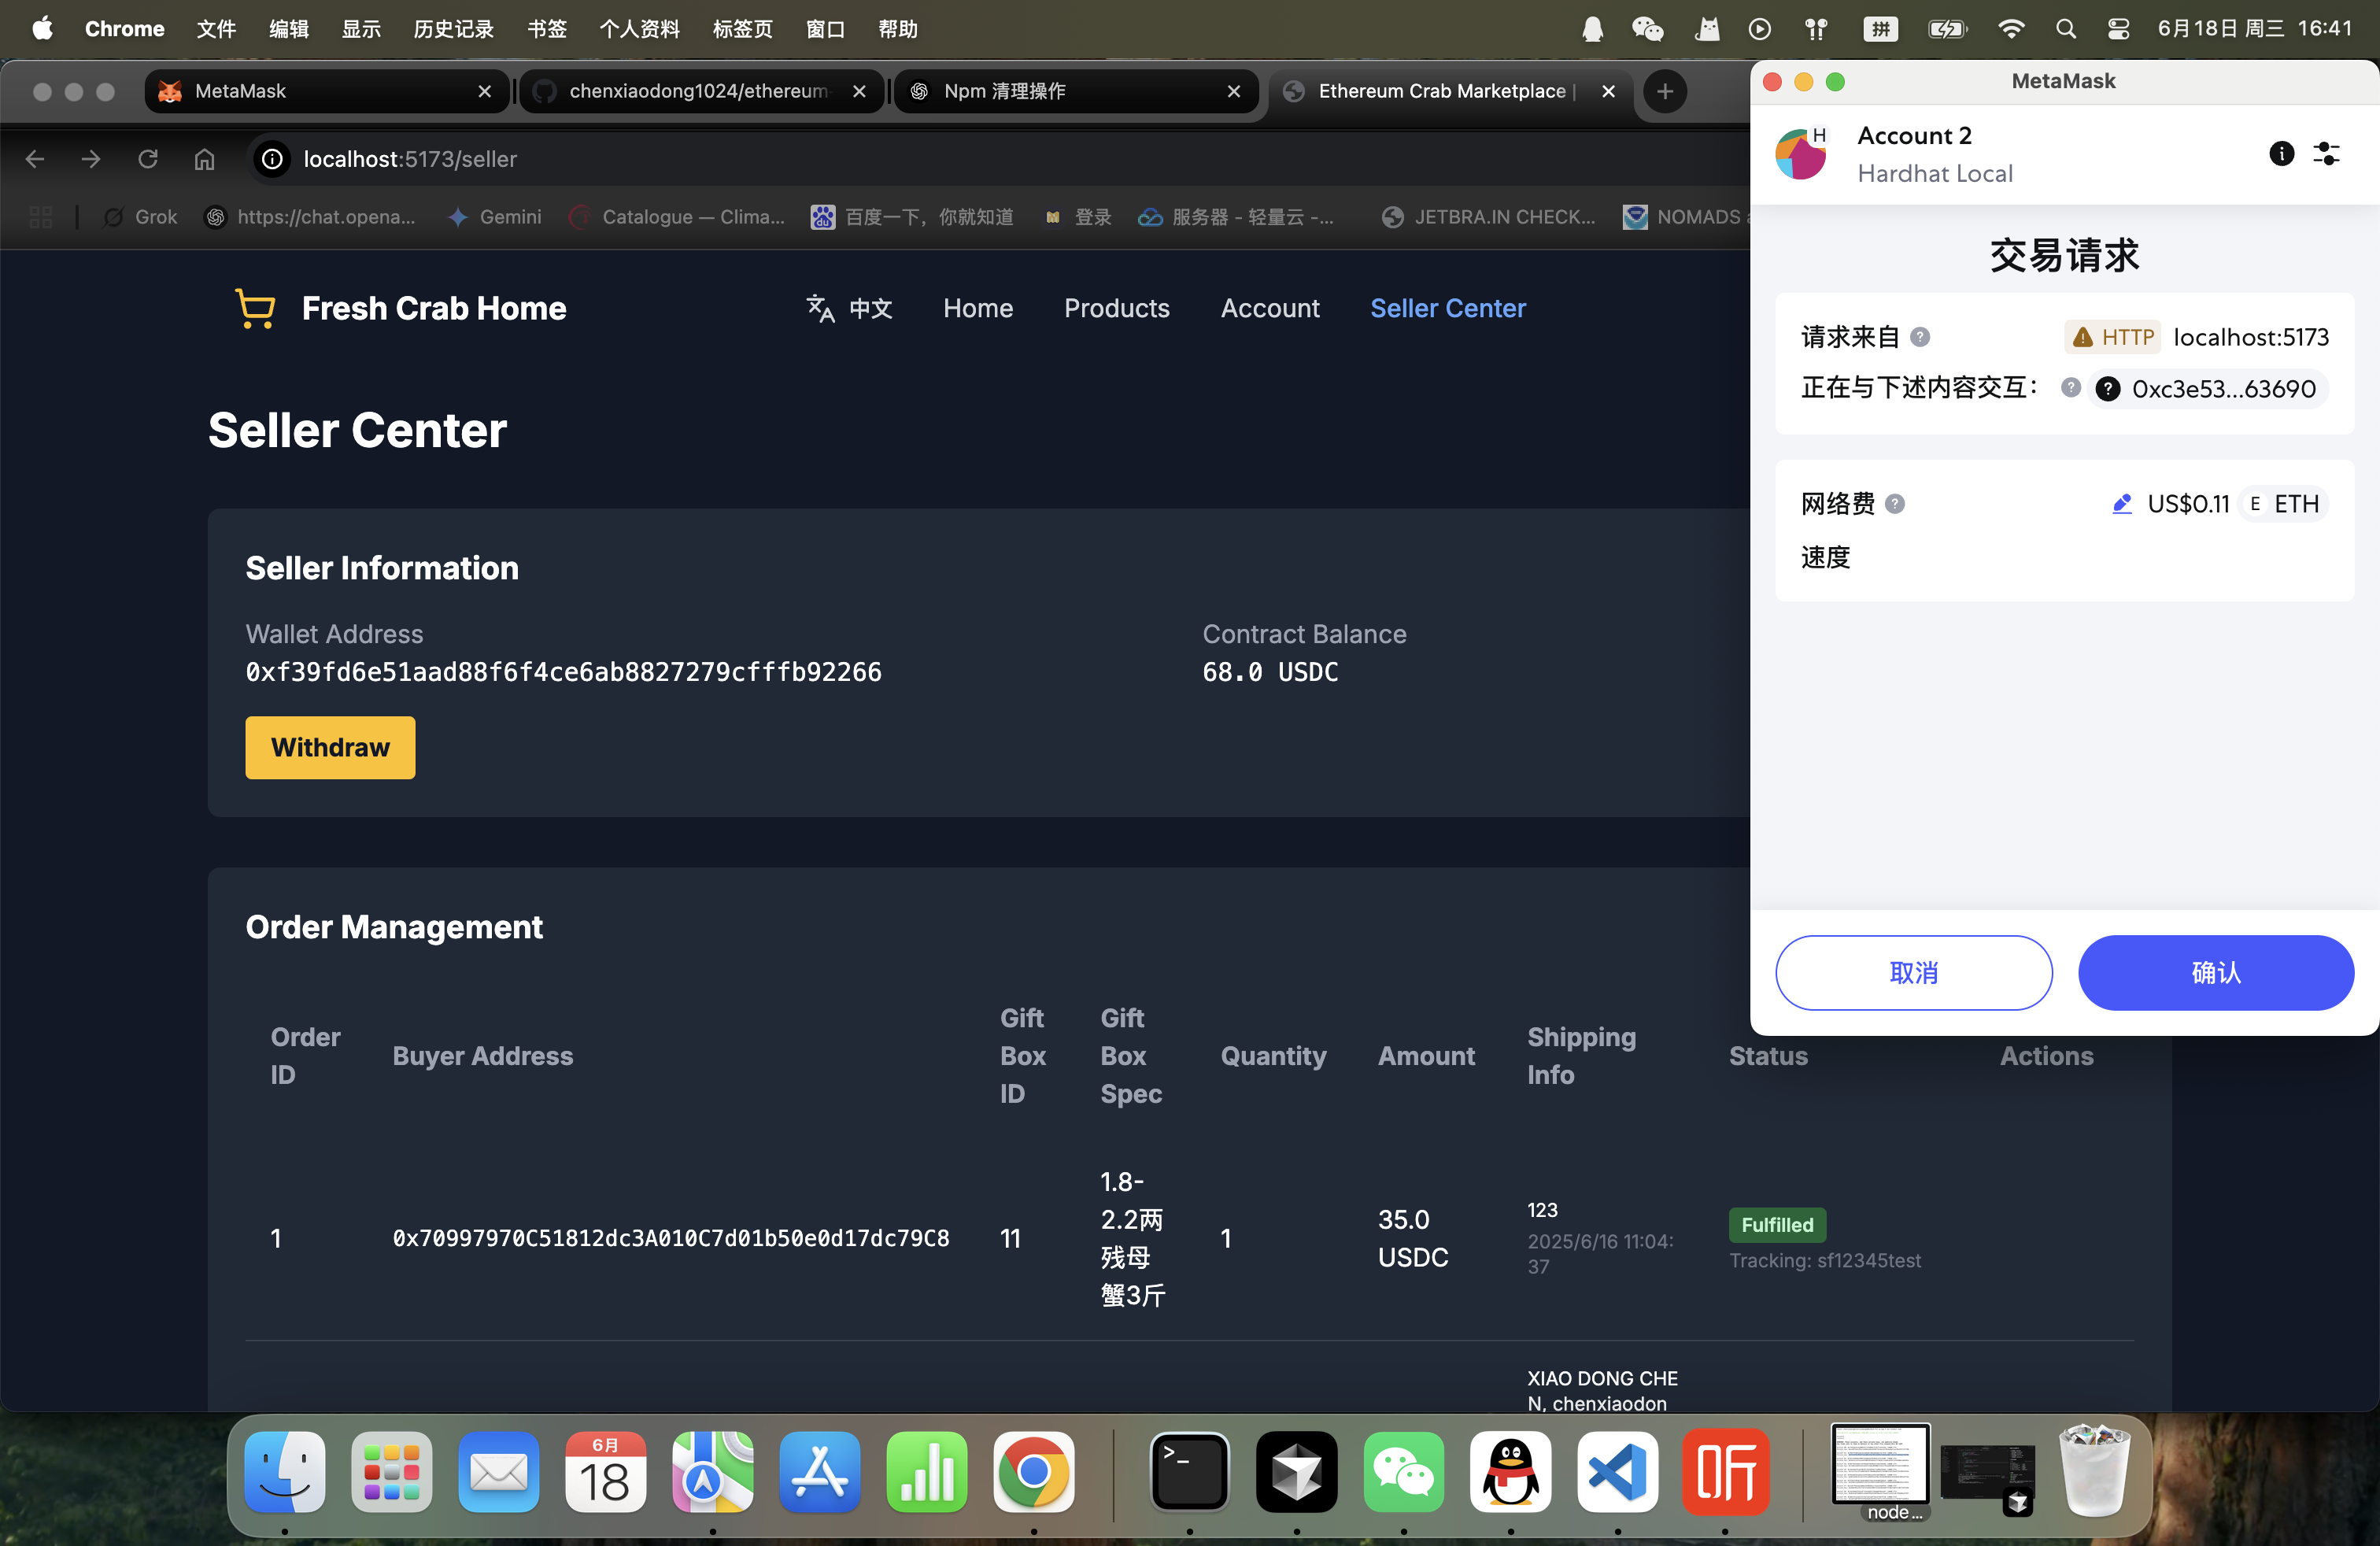 Chrome 文件 编辑 显示 历史记录 书签 个人资料 标签页 窗口 帮助 拼 6月18日 周三 16:41
MetaMask
chenxiaodong1024/ethereum-
Npm 清理操作
Ethereum Crab Marketplace |
localhost:5173/seller
Grok
https://chat.opena...
Gemini
Catalogue — Clima...
百度一下，你就知道
登录
服务器 - 轻量云 -...
JETBRA.IN CHECK...
NOMADS
Fresh Crab Home
中文
Home
Products
Account
Seller Center
Seller Center
Seller Information
Wallet Address
0xf39fd6e51aad88f6f4ce6ab8827279cfffb92266
Contract Balance
68.0 USDC
Withdraw
Order Management
Order
ID
Buyer Address
Gift
Box
ID
Gift
Box
Spec
Quantity
Amount
Shipping
Info
Status
Actions
1
0x70997970C51812dc3A010C7d01b50e0d17dc79C8
11
1.8-
2.2两
残母
蟹3斤
1
35.0
USDC
123
2025/6/16 11:04:
37
Fulfilled
Tracking: sf12345test
XIAO DONG CHE
N, chenxiaodon
MetaMask
H
Account 2
Hardhat Local
交易请求
请求来自
HTTP
localhost:5173
正在与下述内容交互：
0xc3e53...63690
网络费
US$0.11
E
ETH
速度
取消
确认
6月
18
听
node ...